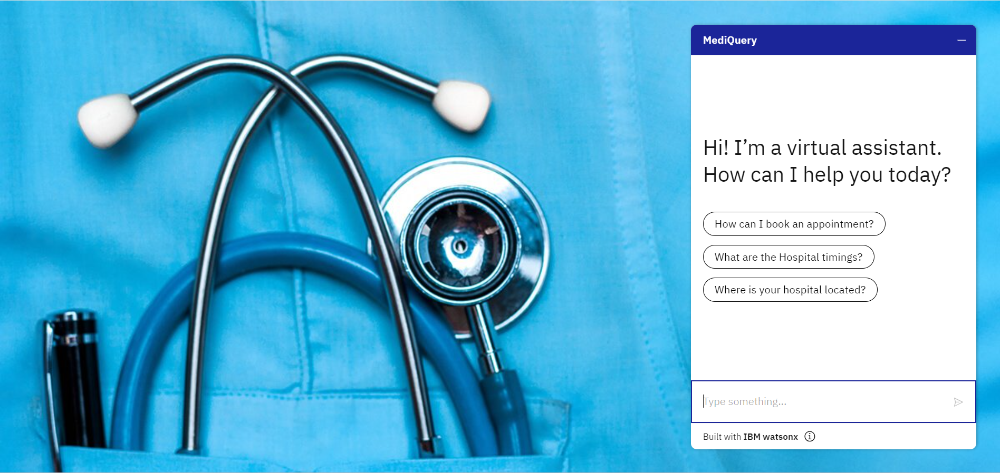 MediQuery
Hi! I’m a virtual assistant.
How can I help you today?
How can I book an appointment?
What are the Hospital timings?
Where is your hospital located?
Type something...
Built with IBM watsonx